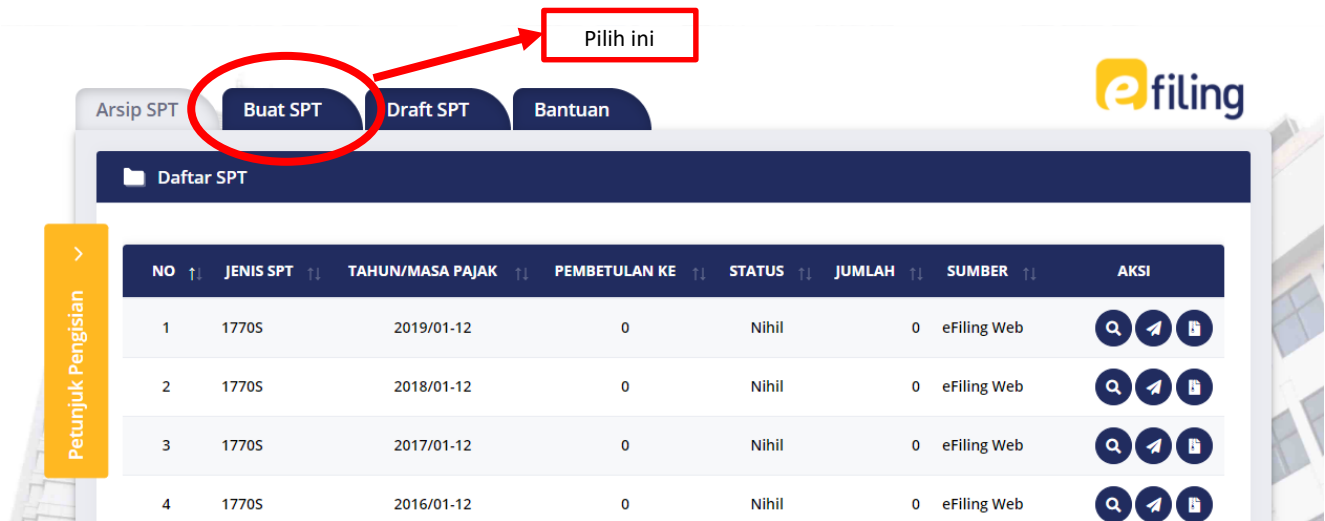 Pilih ini
efiling
Arsip SPT Buat SPT Draft SPT Bantuan
Daftar SPT
Petunjuk Pengisian
NO JENIS SPT TAHUN/MASA PAJAK PEMBETULAN KE STATUS JUMLAH SUMBER AKSI
1 1770S 2019/01-12 0 Nihil 0 eFiling Web
2 1770S 2018/01-12 0 Nihil 0 eFiling Web
3 1770S 2017/01-12 0 Nihil 0 eFiling Web
4 1770S 2016/01-12 0 Nihil 0 eFiling Web